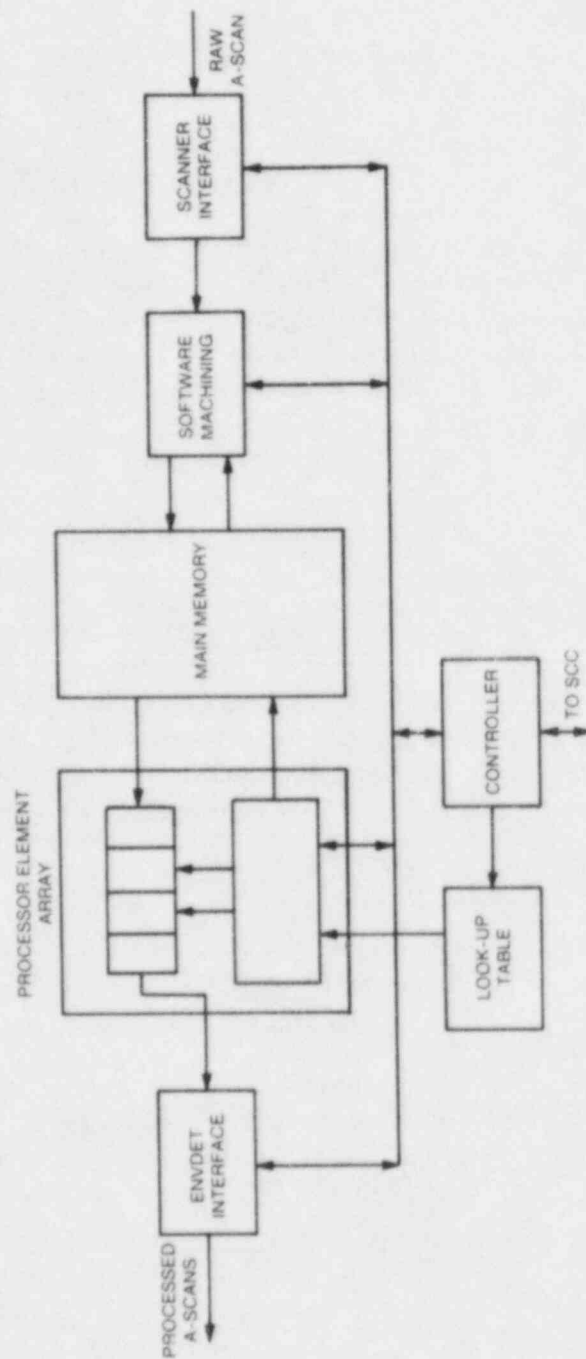 RAW
A-SCAN
SCANNER
INTERFACE
SOFTWARE
MACHINING
MAIN MEMORY
PROCESSOR ELEMENT
ARRAY
ENVDET
INTERFACE
PROCESSED
A-SCANS
CONTROLLER
TO SCC
LOOK-UP
TABLE